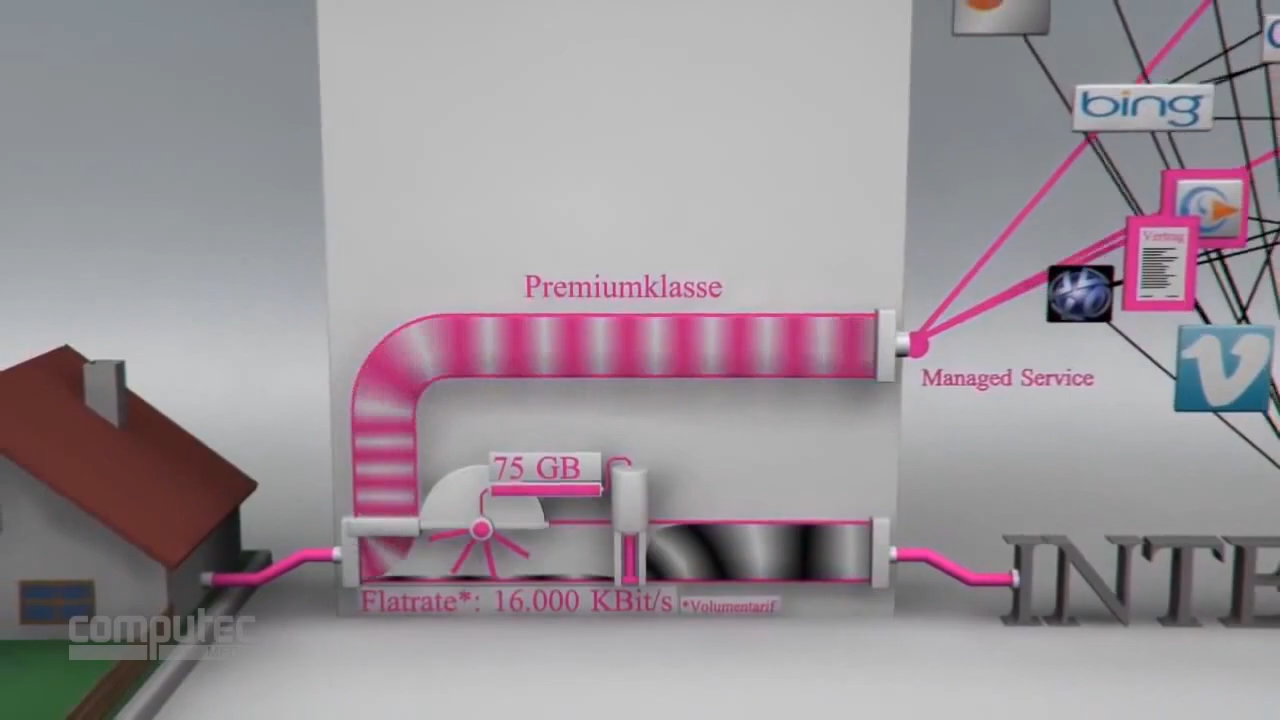 bing
Vertrag
Premiumklasse
Managed Service
75 GB
Flatrate*: 16.000 KBit/s *Volumentarif
INTE
computec